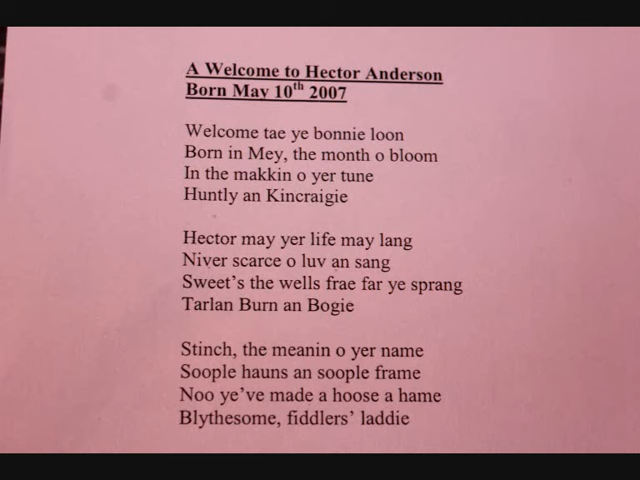 A Welcome to Hector Anderson
Born May 10th 2007
Welcome tae ye bonnie loon
Born in Mey, the month o bloom
In the makkin o yer tune
Huntly an Kincraigie
Hector may yer life may lang
Niver scarce o luv an sang
Sweet's the wells frae far ye sprang
Tarlan Burn an Bogie
Stinch, the meanin o yer name
Soople hauns an soople frame
Noo ye've made a hoose a hame
Blythesome, fiddlers' laddie